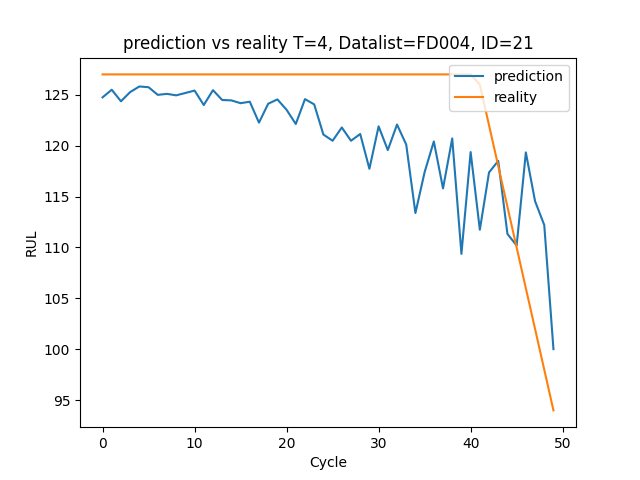 prediction vs reality T=4, Datalist=FD004, ID=21
prediction
reality
125
120
115
110
105
100
95
RUL
0
10
20
30
40
50
Cycle